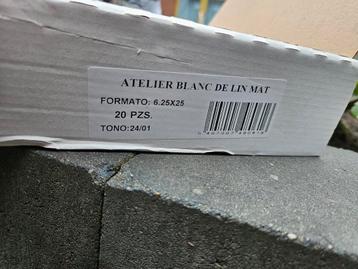 ATELIER BLANC DE LIN MAT
FORMATO: 6.25X25
20 PZS.
TONO:24/01